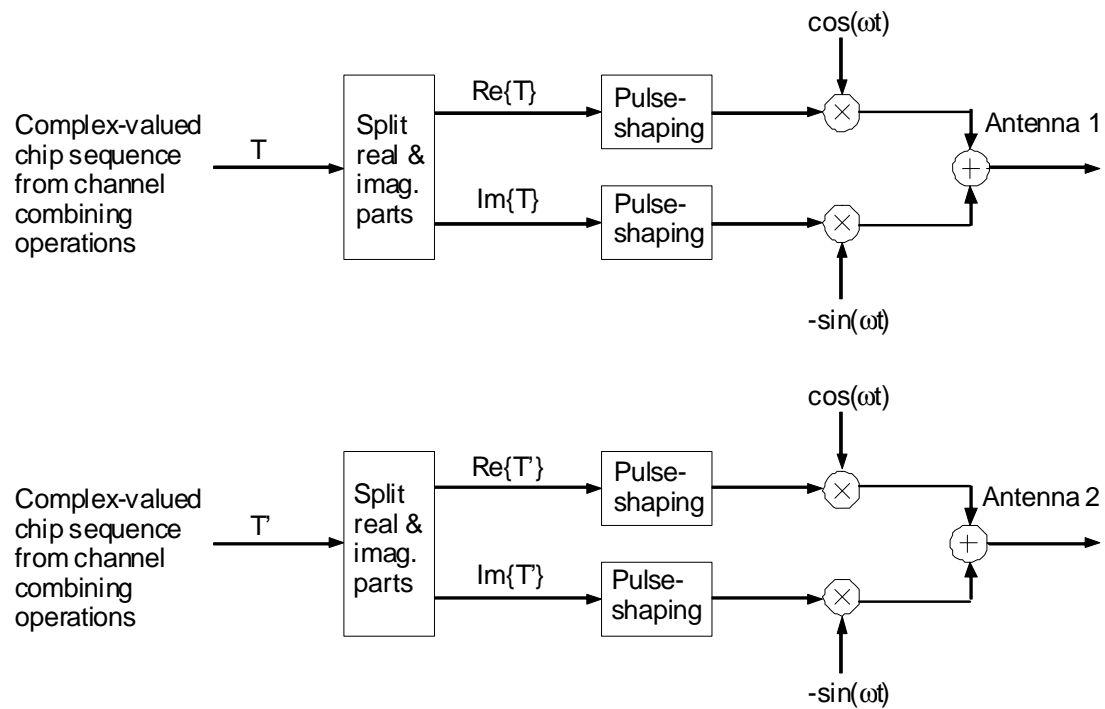 cos(ωt)
Complex-valued
chip sequence
from channel
combining
operations
T
Split
real &
imag.
parts
Re{T}
Im{T}
Pulse-
shaping
Pulse-
shaping
Antenna 1
-sin(ωt)
cos(ωt)
Complex-valued
chip sequence
from channel
combining
operations
T’
Split
real &
imag.
parts
Re{T’}
Im{T’}
Pulse-
shaping
Pulse-
shaping
Antenna 2
-sin(ωt)